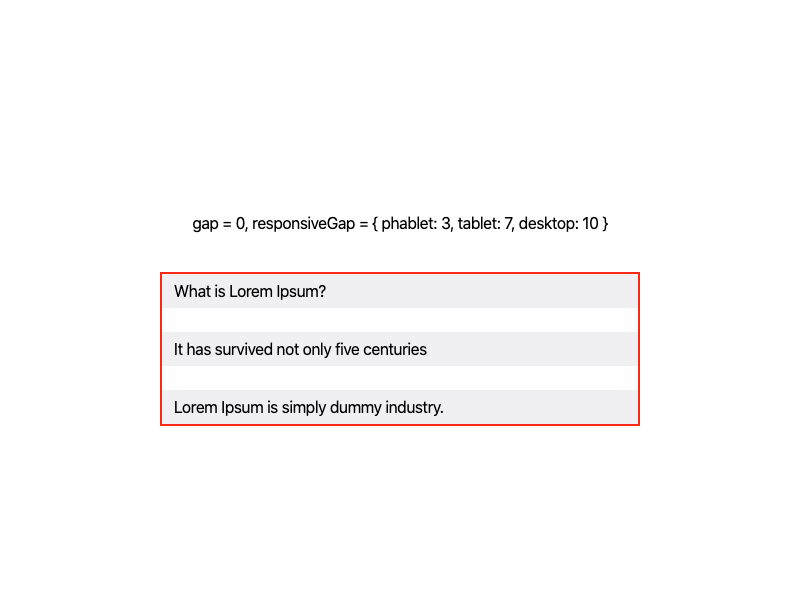 gap = 0, responsiveGap = { phablet: 3, tablet: 7, desktop: 10 }
What is Lorem Ipsum?
It has survived not only five centuries
Lorem Ipsum is simply dummy industry.